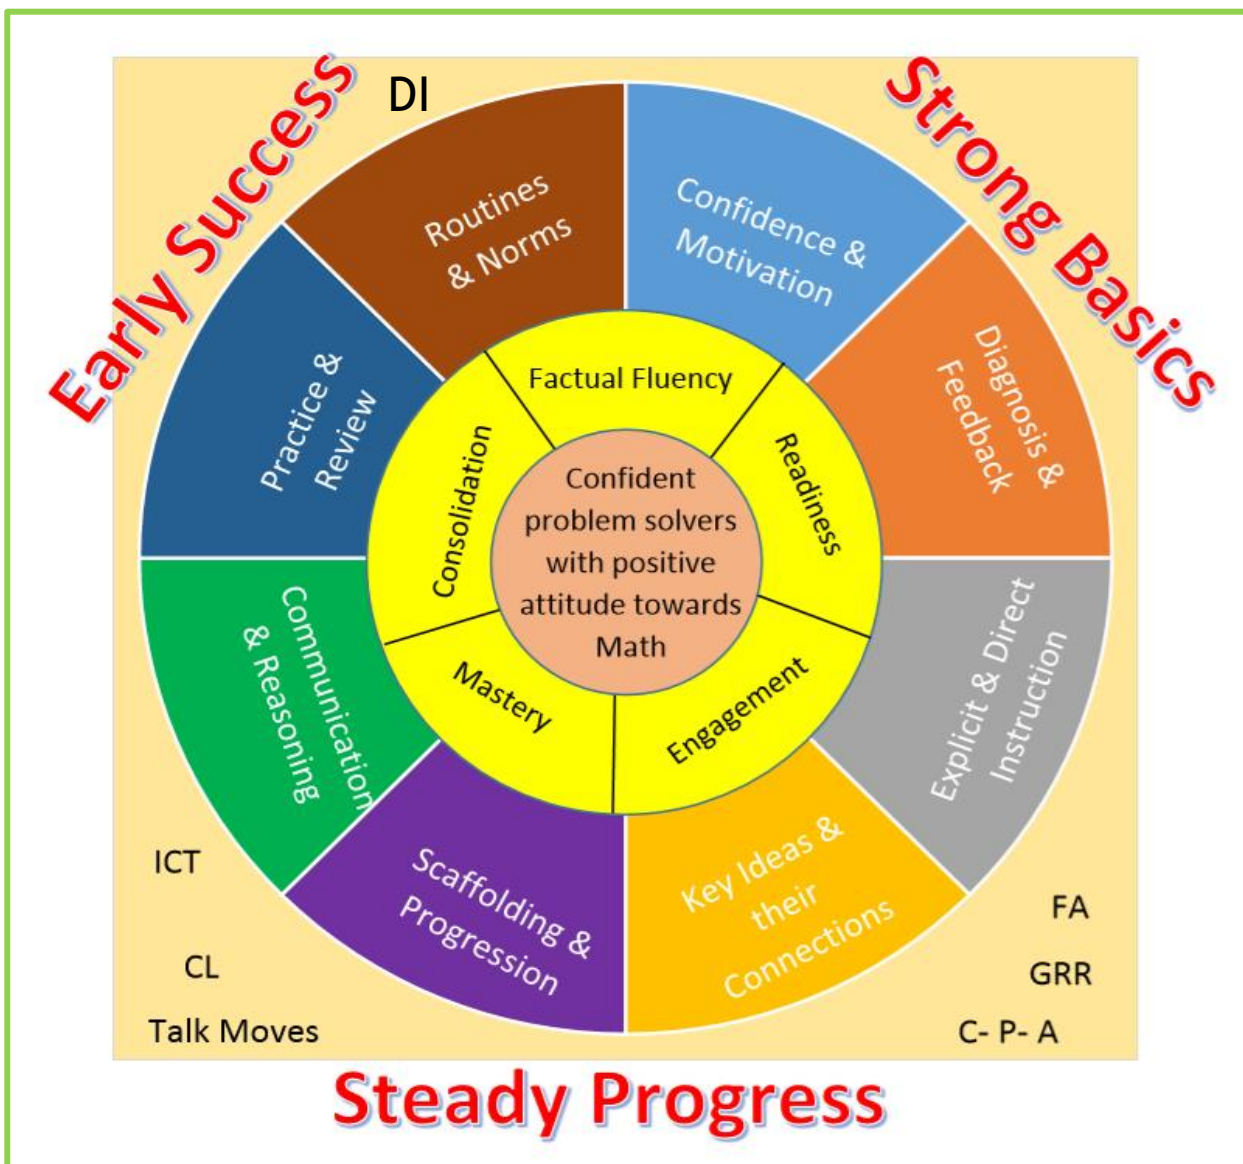 Early Success
DI
Strong Basics
Routines
& Norms
Confidence &
Motivation
Diagnosis &
Feedback
Explicit & Direct
Instruction
Key Ideas &
their
Connections
Scaffolding &
Progression
Communication
& Reasoning
Practice &
Review
Factual Fluency
Readiness
Engagement
Mastery
Consolidation
Confident
problem solvers
with positive
attitude towards
Math
ICT
CL
Talk Moves
FA
GRR
C- P- A
Steady Progress